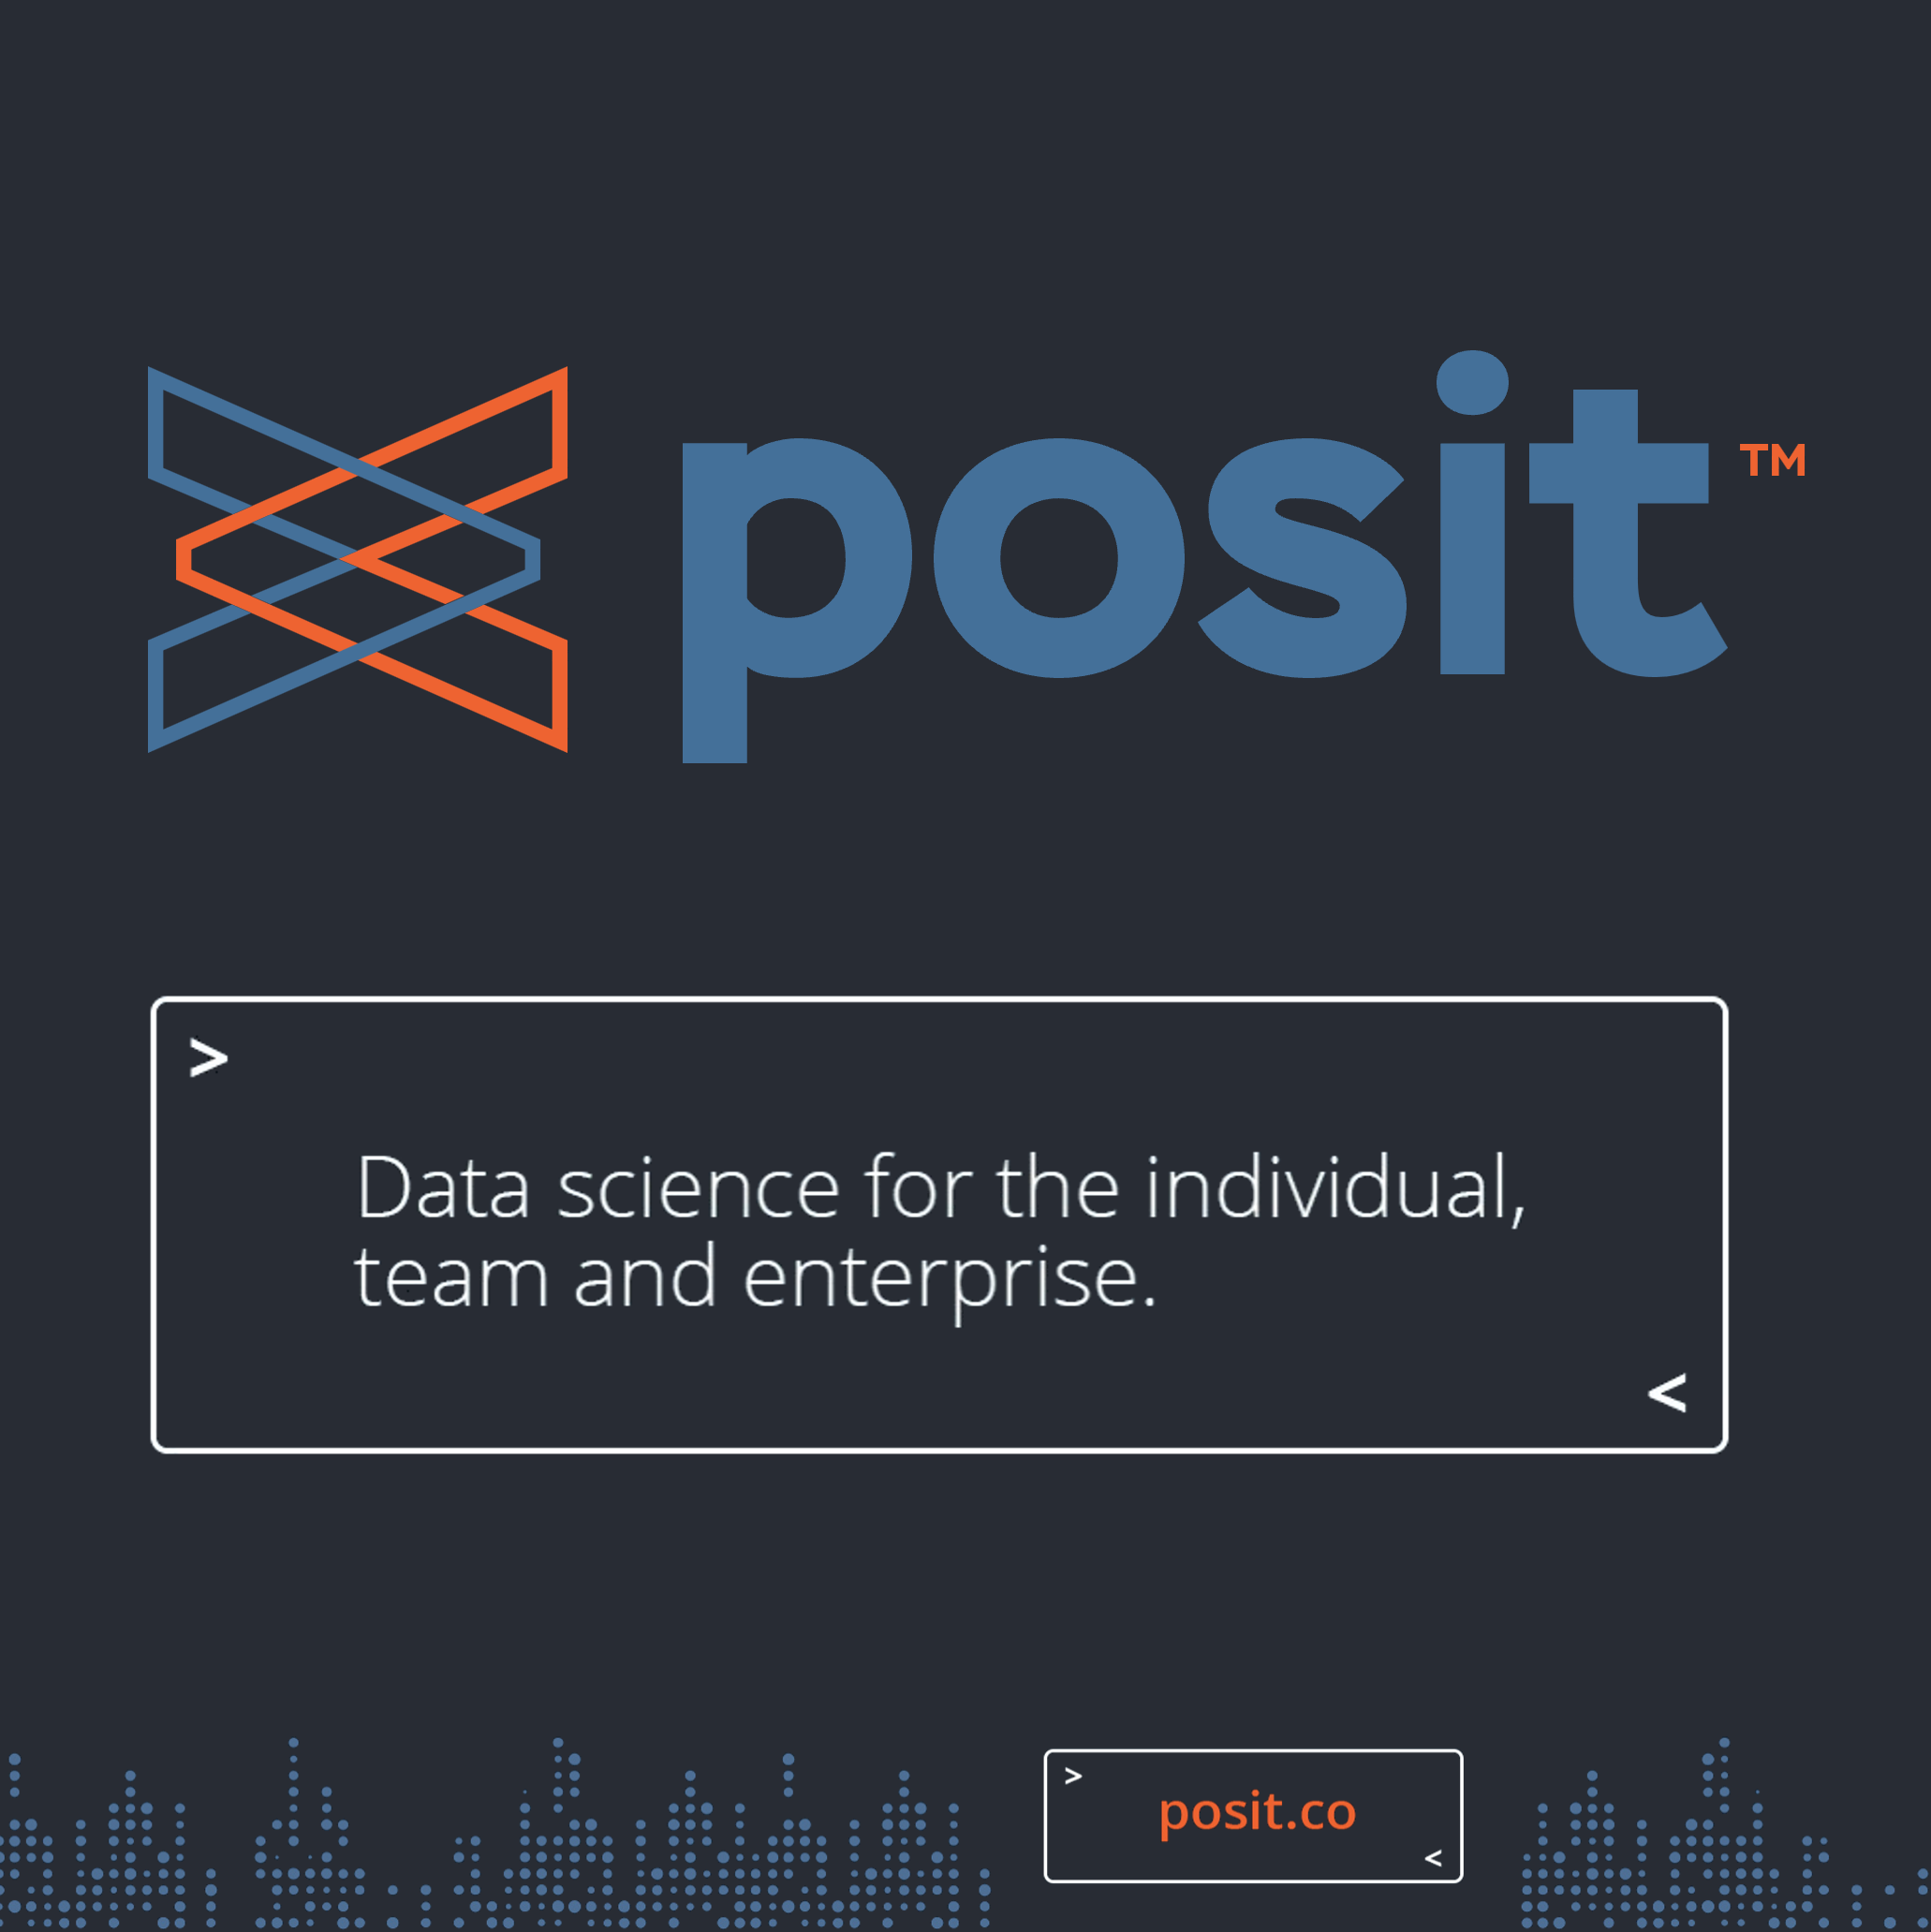 posit™
>
Data science for the individual,
team and enterprise.
<
>
posit.co
<